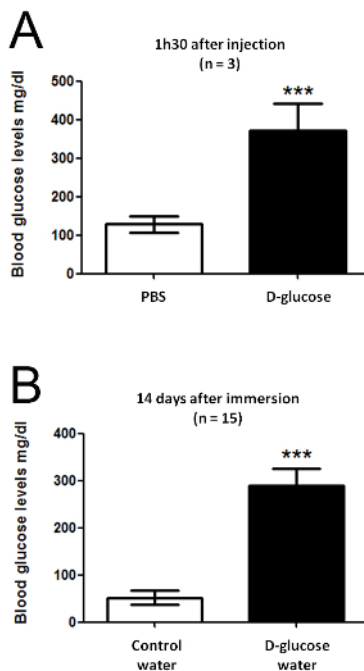 A
1h30 after injection
(n = 3)
Blood glucose levels mg/dl
500
400
300
200
100
0
***
PBS
D-glucose
B
14 days after immersion
(n = 15)
Blood glucose levels mg/dl
400
300
200
100
0
***
Control
water
D-glucose
water